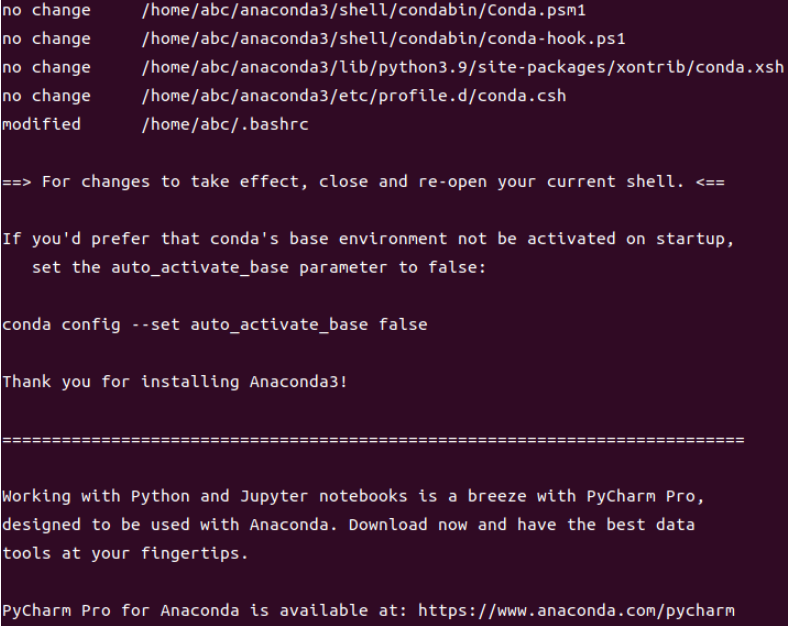 no change     /home/abc/anaconda3/shell/condabin/Conda.psm1
no change     /home/abc/anaconda3/shell/condabin/conda-hook.ps1
no change     /home/abc/anaconda3/lib/python3.9/site-packages/xontrib/conda.xsh
no change     /home/abc/anaconda3/etc/profile.d/conda.csh
modified      /home/abc/.bashrc
==> For changes to take effect, close and re-open your current shell. <==
If you'd prefer that conda's base environment not be activated on startup,
   set the auto_activate_base parameter to false:
conda config --set auto_activate_base false
Thank you for installing Anaconda3!
===========================================================================
Working with Python and Jupyter notebooks is a breeze with PyCharm Pro,
designed to be used with Anaconda. Download now and have the best data
tools at your fingertips.
PyCharm Pro for Anaconda is available at: https://www.anaconda.com/pycharm